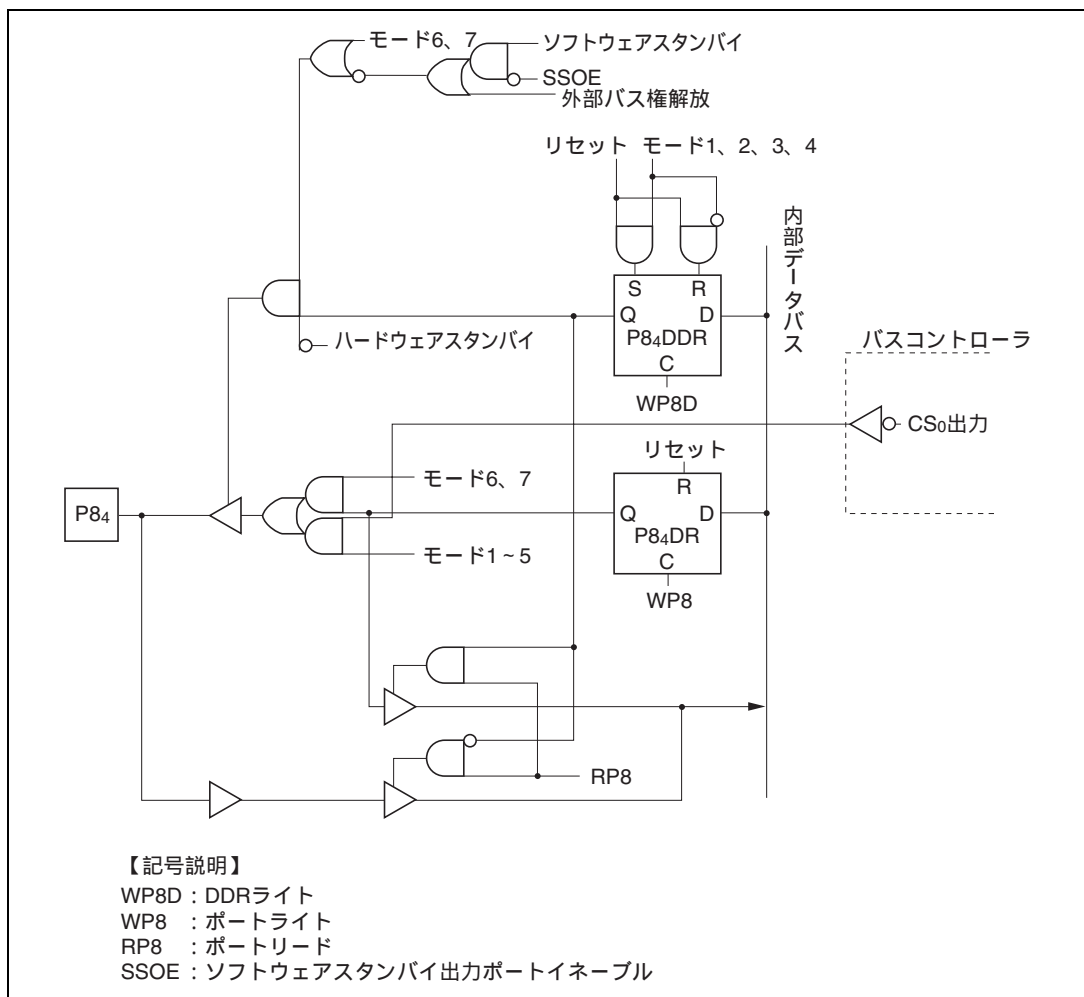 モード6、7
ソフトウェアスタンバイ
SSOE
外部バス権解放
リセット モード1、2、3、4
内部データバス
S R
Q D
P84DDR
C
WP8D
ハードウェアスタンバイ
バスコントローラ
CS0出力
リセット
R
Q D
P84DR
C
WP8
モード6、7
P84
モード1~5
RP8
【記号説明】
WP8D:DDRライト
WP8 :ポートライト
RP8 :ポートリード
SSOE:ソフトウェアスタンバイ出力ポートイネーブル